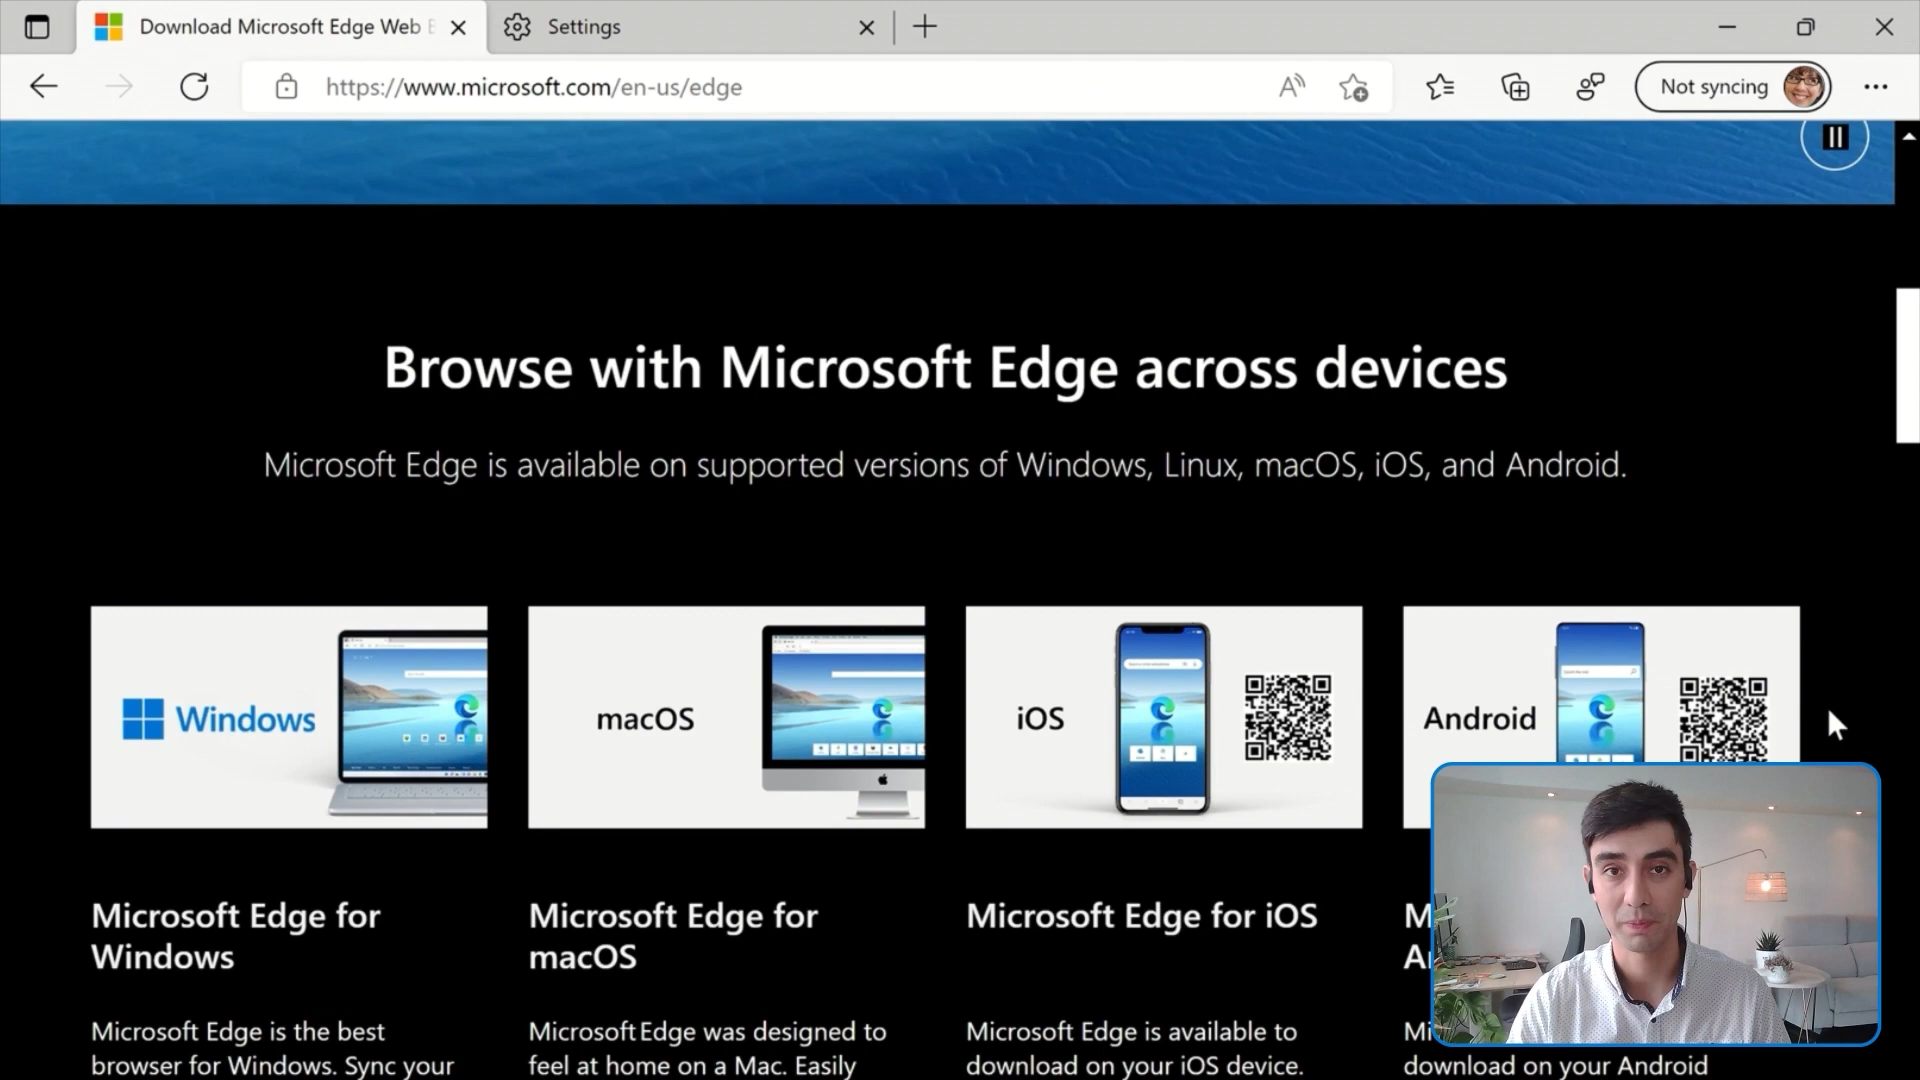 Download Microsoft Edge Web
Settings
https://www.microsoft.com/en-us/edge
Not syncing
Browse with Microsoft Edge across devices
Microsoft Edge is available on supported versions of Windows, Linux, macOS, iOS, and Android.
Windows
macOS
iOS
Android
Microsoft Edge for
Windows
Microsoft Edge for
macOS
Microsoft Edge for iOS
Microsoft Edge is the best
browser for Windows. Sync your
Microsoft Edge was designed to
feel at home on a Mac. Easily
Microsoft Edge is available to
download on your iOS device.
download on your Android